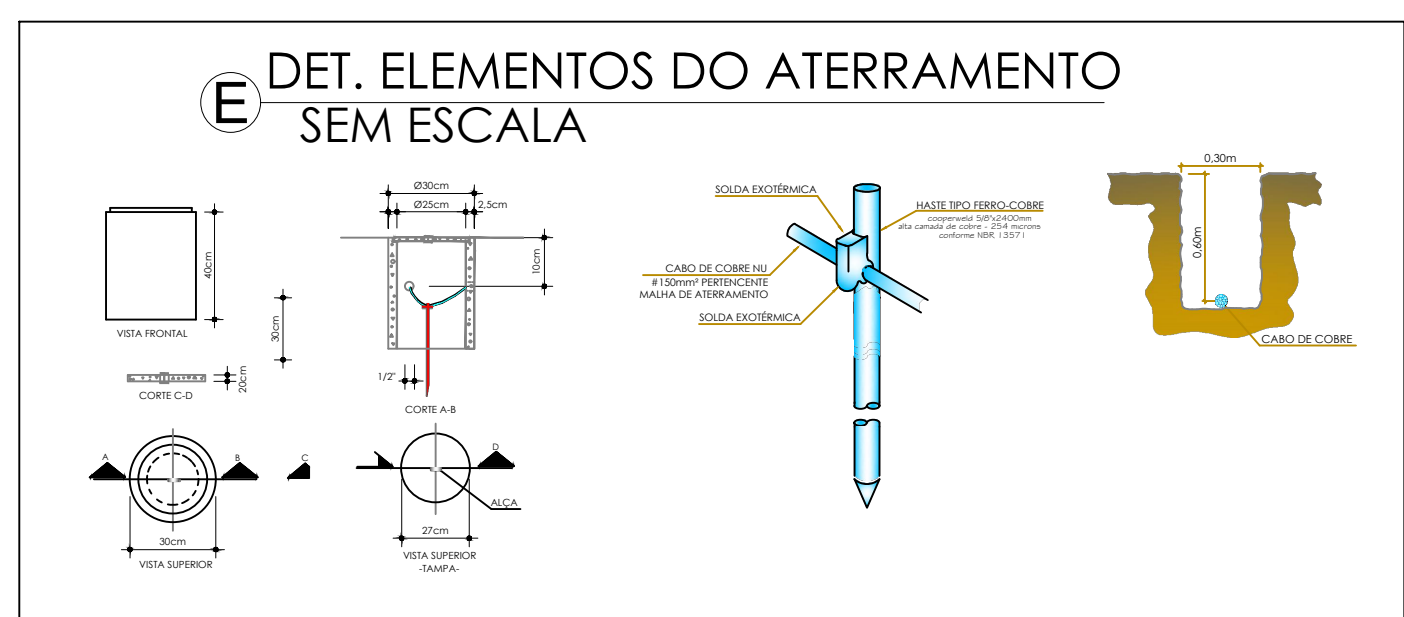 E
DET. ELEMENTOS DO ATERRAMENTO
SEM ESCALA
40cm
VISTA FRONTAL
20cm
CORTE C-D
A
B
C
30cm
VISTA SUPERIOR
Ø30cm
Ø25cm
2,5cm
10cm
30cm
1/2"
CORTE A-B
D
ALÇA
27cm
VISTA SUPERIOR
-TAMPA-
SOLDA EXOTÉRMICA
HASTE TIPO FERRO-COBRE
cooperweld 5/8"x2400mm
alta camada de cobre - 254 microns
conforme NBR 13571
CABO DE COBRE NU
#150mm² PERTENCENTE
MALHA DE ATERRAMENTO
SOLDA EXOTÉRMICA
0,30m
0,60m
CABO DE COBRE